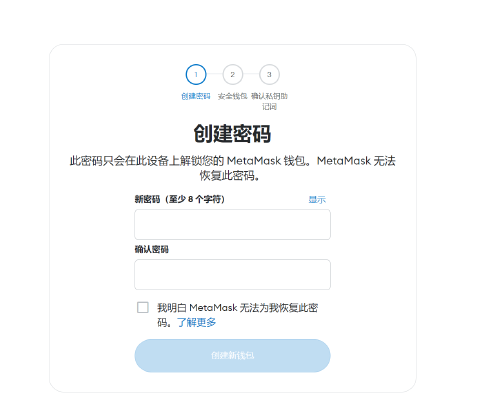 1 2 3
创建密码 安全钱包 确认私钥助
记词
创建密码
此密码只会在此设备上解锁您的 MetaMask 钱包。MetaMask 无法
恢复此密码。
新密码（至少 8 个字符） 显示
确认密码
我明白 MetaMask 无法为我恢复此密
码。了解更多
创建新钱包